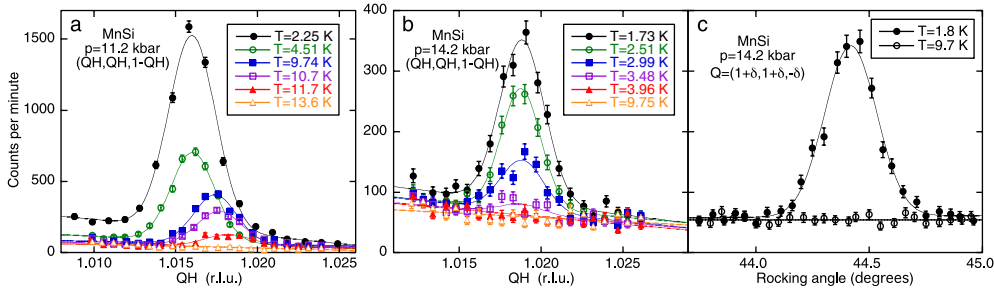 a
MnSi
p=11.2 kbar
(QH,QH,1-QH)
T=2.25 K
T=4.51 K
T=9.74 K
T=10.7 K
T=11.7 K
T=13.6 K
Counts per minute
1500
1000
500
0
1.010
1.015
1.020
1.025
QH (r.l.u.)
b
MnSi
p=14.2 kbar
(QH,QH,1-QH)
T=1.73 K
T=2.51 K
T=2.99 K
T=3.48 K
T=3.96 K
T=9.75 K
400
300
200
100
0
1.015
1.020
1.025
QH (r.l.u.)
c
MnSi
p=14.2 kbar
Q=(1+δ,1+δ,-δ)
T=1.8 K
T=9.7 K
44.0
44.5
45.0
Rocking angle (degrees)